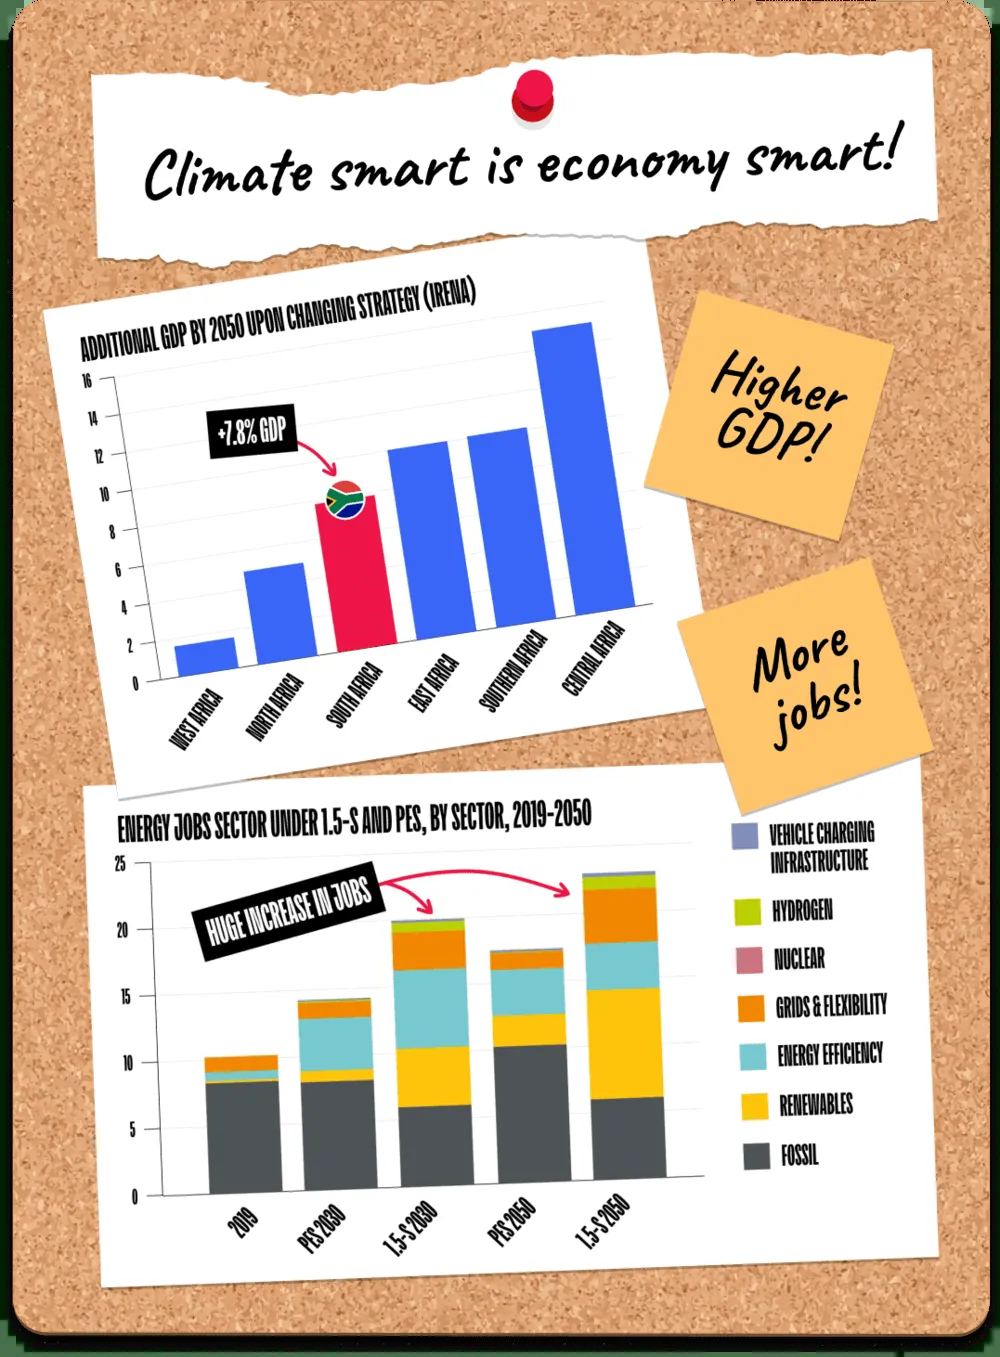 Climate smart is economy smart!
ADDITIONAL GDP BY 2050 UPON CHANGING STRATEGY (IRENA)
16
14
12
10
8
6
4
2
0
+7.8% GDP
WEST AFRICA
NORTH AFRICA
SOUTH AFRICA
EAST AFRICA
SOUTHERN AFRICA
CENTRAL AFRICA
Higher
GDP!
More
jobs!
ENERGY JOBS SECTOR UNDER 1.5-S AND PES, BY SECTOR, 2019-2050
25
20
15
10
5
0
HUGE INCREASE IN JOBS
2019
PES 2030
1.5-S 2030
PES 2050
1.5-S 2050
VEHICLE CHARGING
INFRASTRUCTURE
HYDROGEN
NUCLEAR
GRIDS & FLEXIBILITY
ENERGY EFFICIENCY
RENEWABLES
FOSSIL